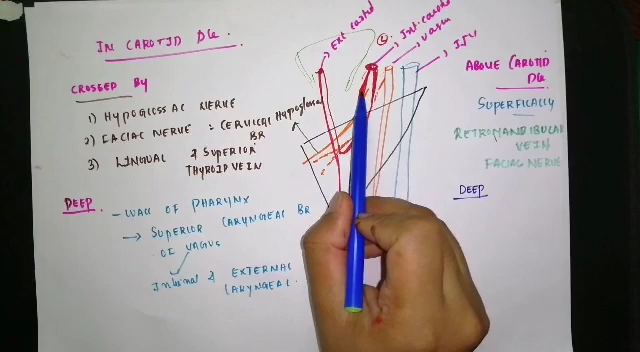 IN CAROTID Dle.
CROSSED By
1) HYPOGLOSSAL NERVE
2) FACIAL NERVE - CERVICAL BR
3) LINGUAL & SUPERIOR THYROID VEIN
DEEP.
- WALL OF PHARYNX
→ SUPERIOR LARYNGEAL BR OF VAGUS
Internal & EXTERNAL LARYNGEAL.
Ext carotid
Int. carotid
Vagus
IJV
Hypoglossal
ABOVE CAROTID Dle
SUPERFICIALLY
RETROMANDIBULAR VEIN
FACIAL NERVE
DEEP